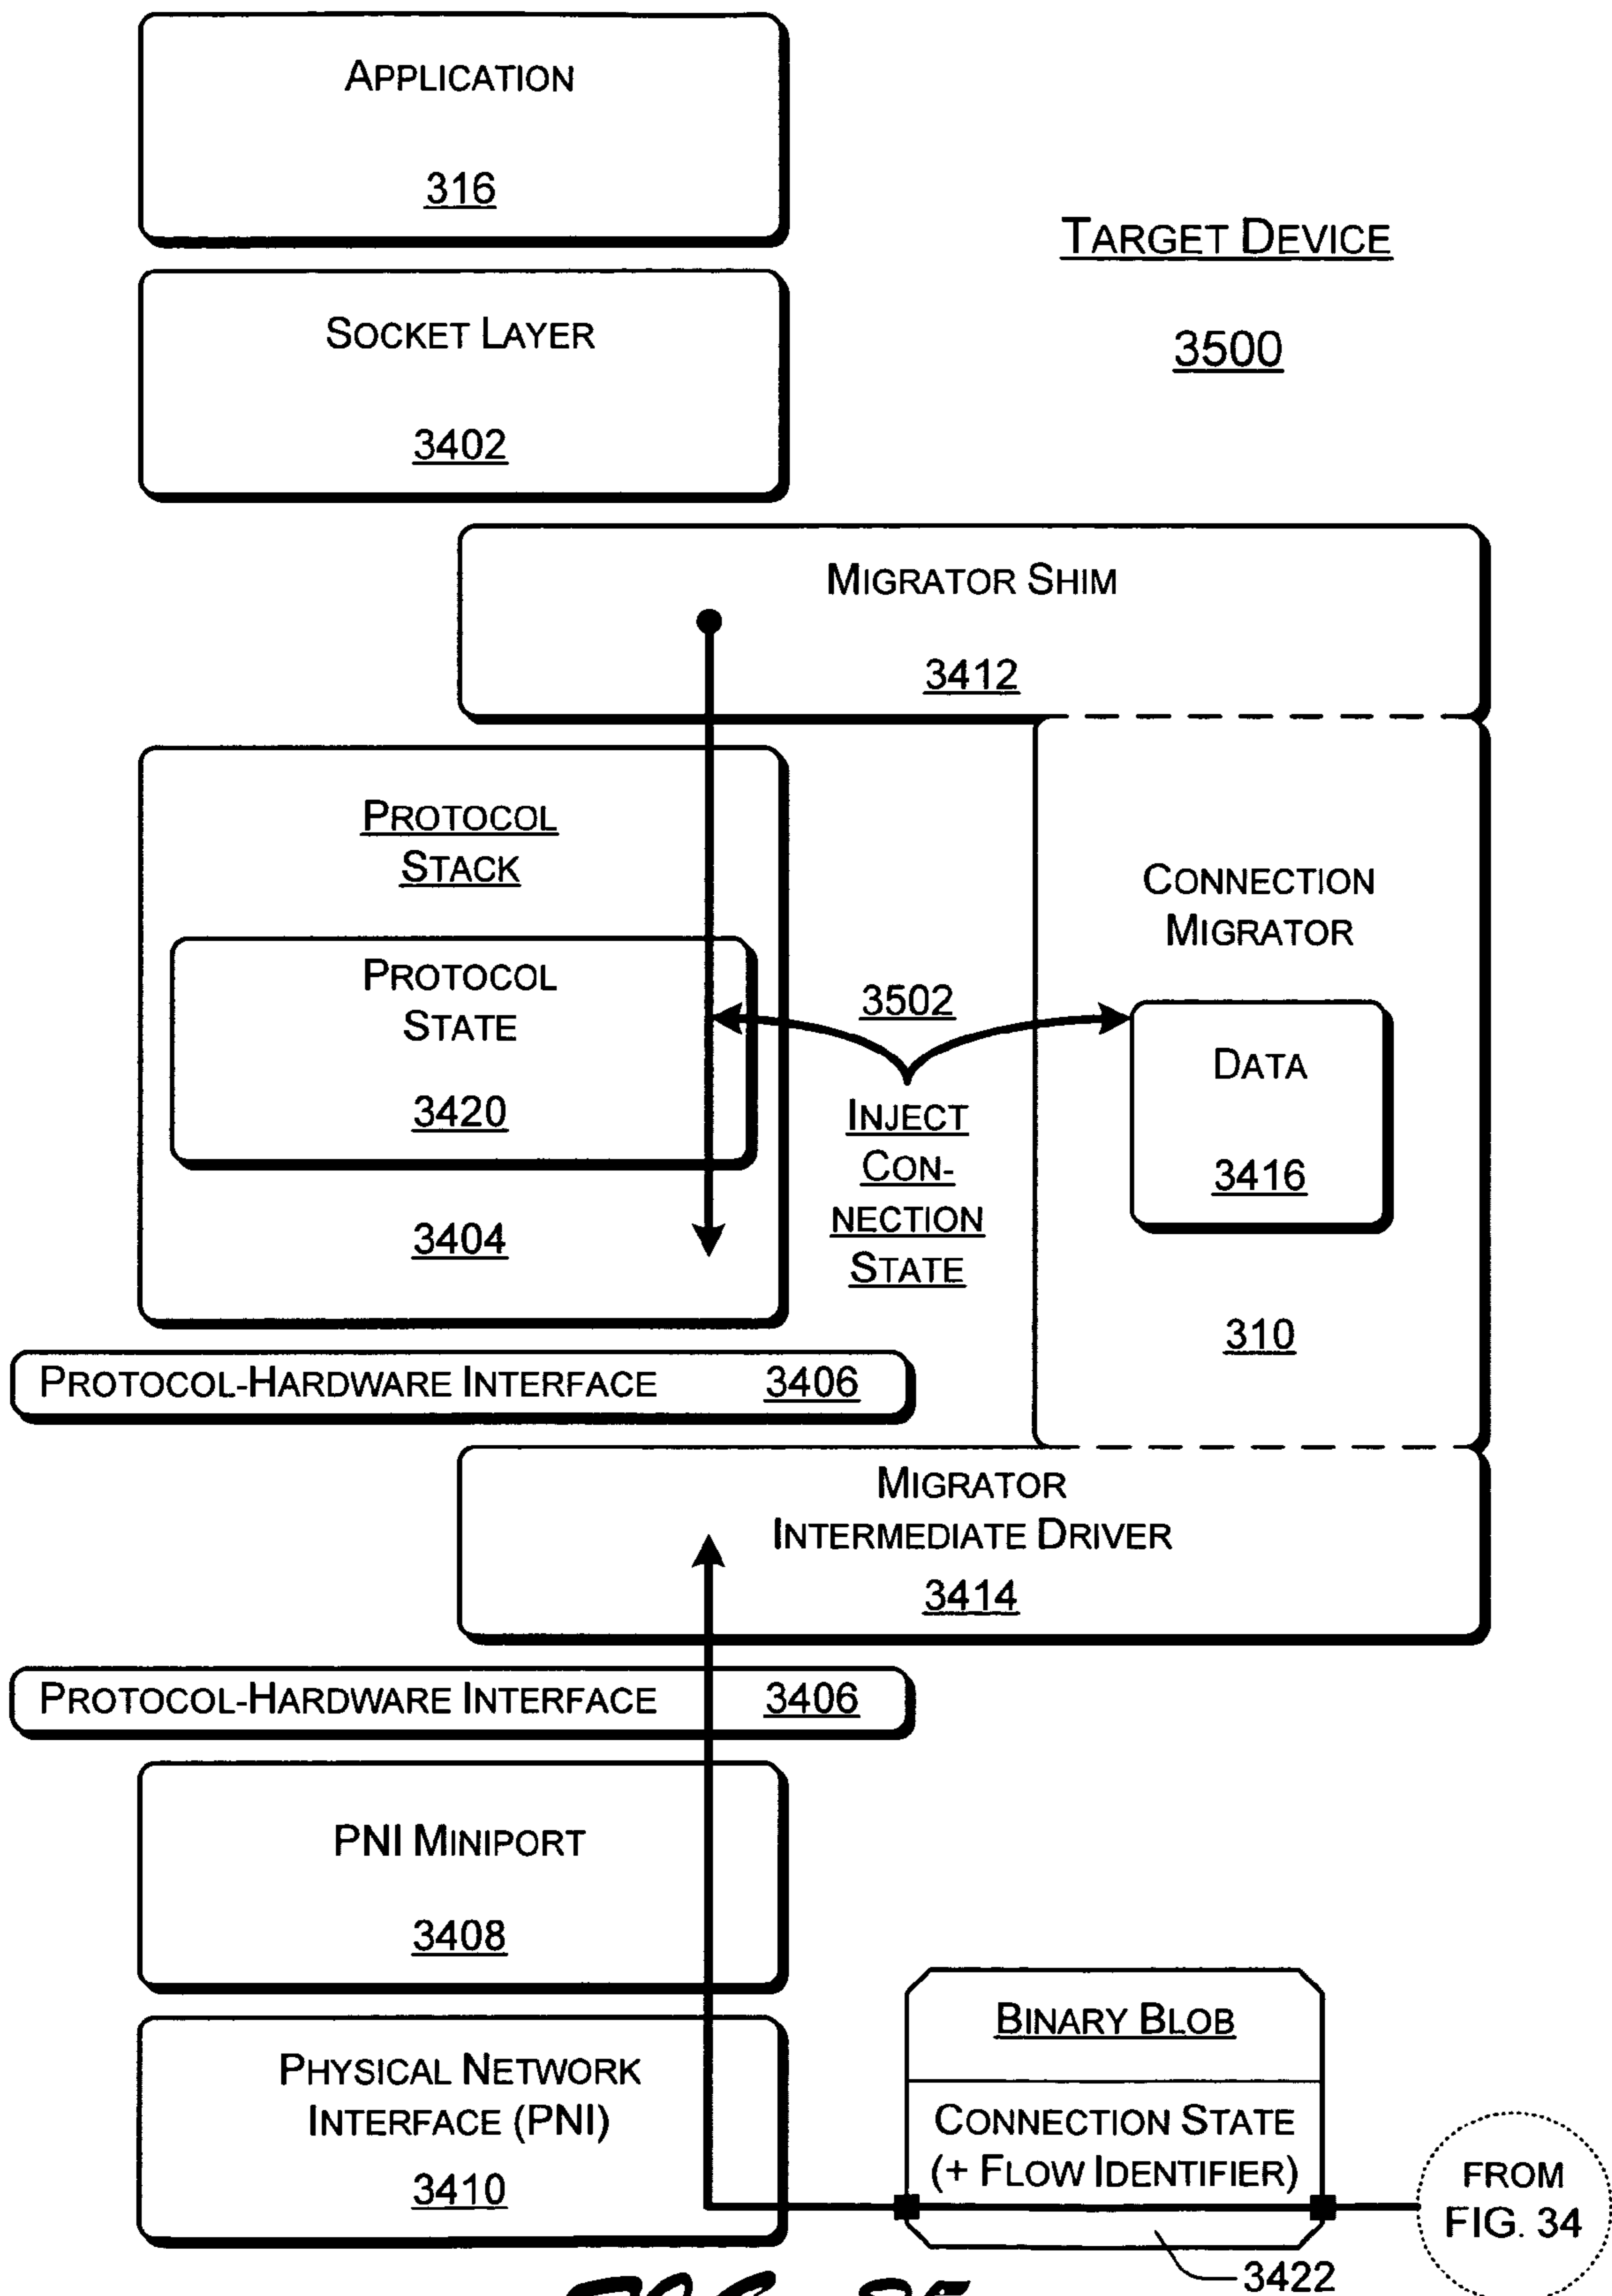 APPLICATION
316
TARGET DEVICE
3500
SOCKET LAYER
3402
MIGRATOR SHIM
3412
PROTOCOL
STACK
PROTOCOL
STATE
3420
3404
3502
INJECT
CON-
NECTION
STATE
CONNECTION
MIGRATOR
DATA
3416
310
PROTOCOL-HARDWARE INTERFACE 3406
MIGRATOR
INTERMEDIATE DRIVER
3414
PROTOCOL-HARDWARE INTERFACE 3406
PNI MINIPORT
3408
PHYSICAL NETWORK
INTERFACE (PNI)
3410
BINARY BLOB
CONNECTION STATE
(+ FLOW IDENTIFIER)
3422
FROM
FIG. 34